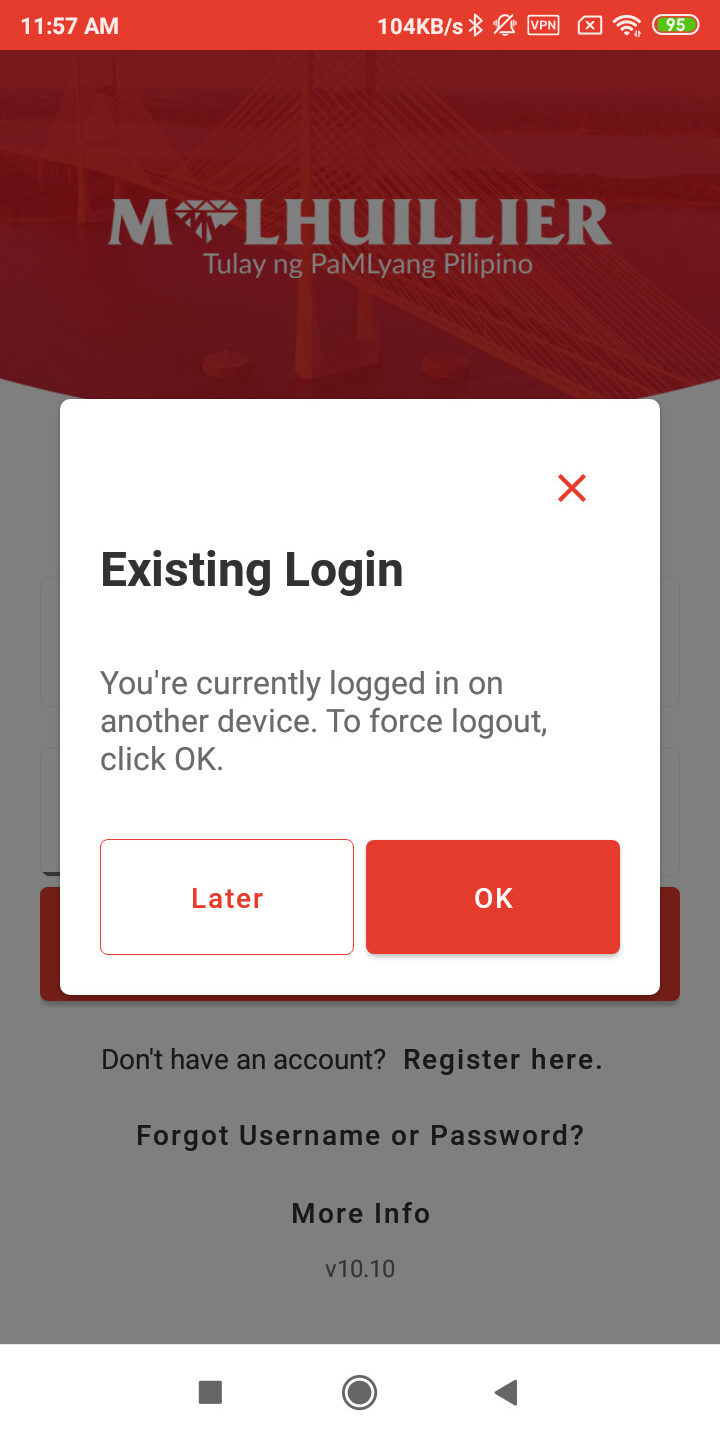 11:57 AM 104KB/s VPN 95
M LHUILLIER
Tulay ng PaMLyang Pilipino
Existing Login
You're currently logged in on
another device. To force logout,
click OK.
Later OK
Don't have an account? Register here.
Forgot Username or Password?
More Info
v10.10